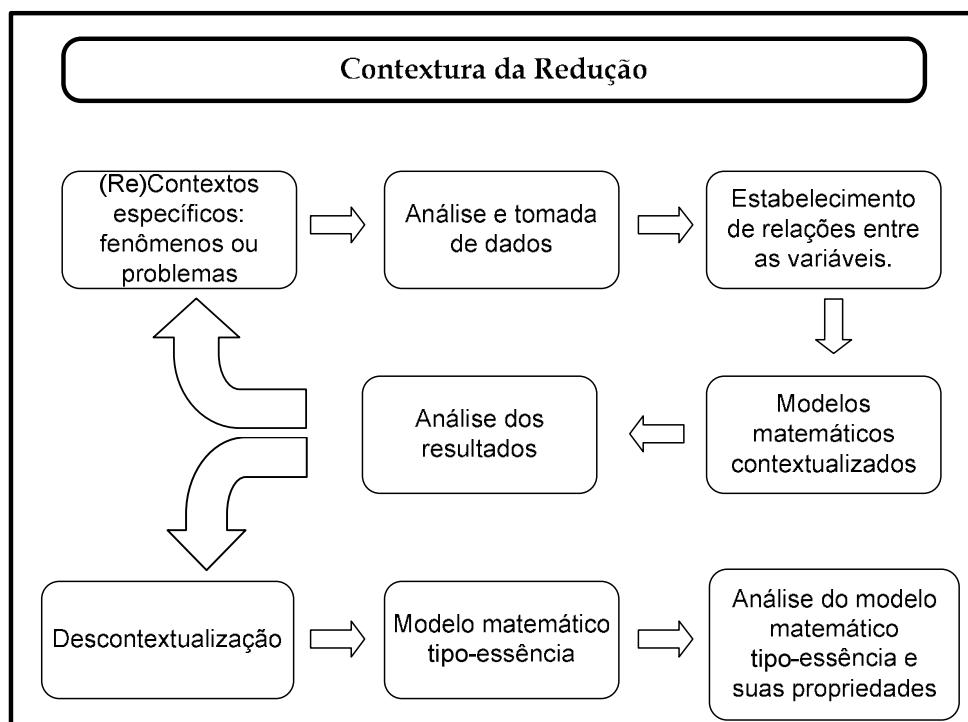 Contextura da Redução
(Re)Contextos
específicos:
fenômenos ou
problemas
Análise e tomada
de dados
Estabelecimento
de relações entre
as variáveis.
Análise dos
resultados
Modelos
matemáticos
contextualizados
Descontextualização
Modelo matemático
tipo-essência
Análise do modelo
matemático
tipo-essência e
suas propriedades